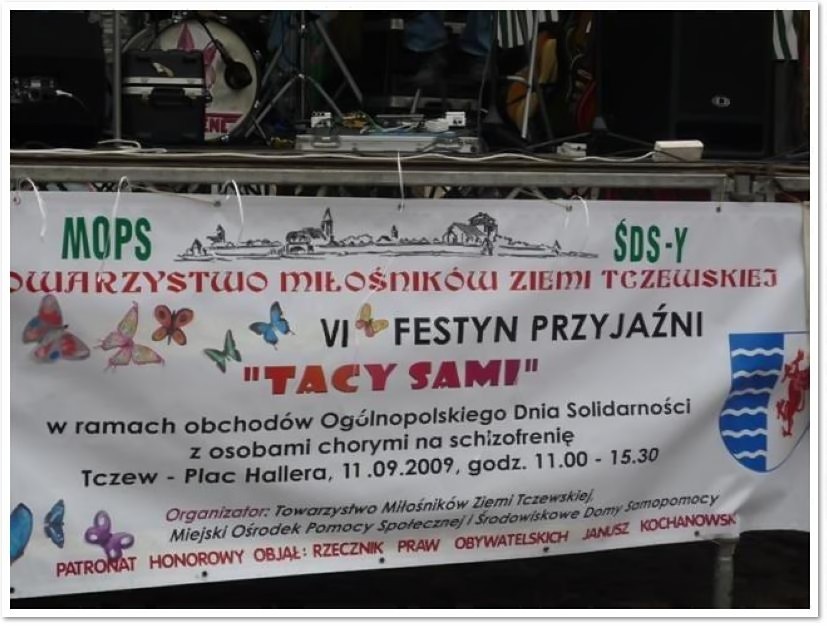 MOPS ŚDS-Y
OWARZYSTWO MIŁOŚNIKÓW ZIEMI TCZEWSKIEJ
VI FESTYN PRZYJAŹNI
"TACY SAMI"
w ramach obchodów Ogólnopolskiego Dnia Solidarności
z osobami chorymi na schizofrenię
Tczew - Plac Hallera, 11.09.2009, godz. 11.00 - 15.30
Organizator: Towarzystwo Miłośników Ziemi Tczewskiej,
Miejski Ośrodek Pomocy Społecznej i Środowiskowe Domy Samopomocy
PATRONAT HONOROWY OBJĄŁ: RZECZNIK PRAW OBYWATELSKICH JANUSZ KOCHANOWSK